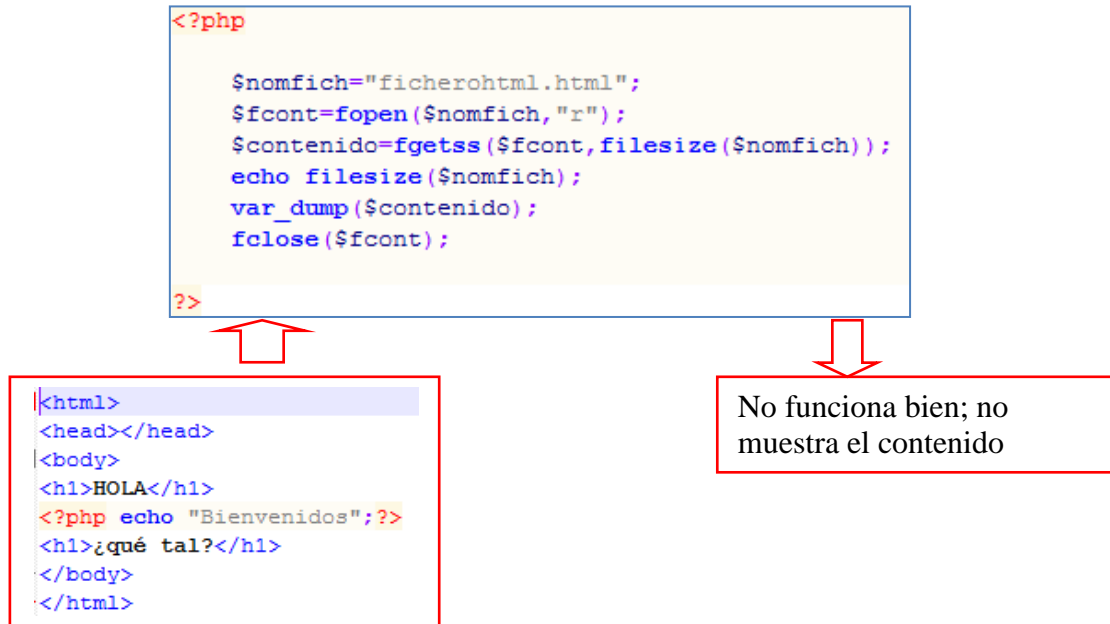 <?php
$nomfich="ficherohtml.html";
$fcont=fopen($nomfich,"r");
$contenido=fgetss($fcont,filesize($nomfich));
echo filesize($nomfich);
var_dump($contenido);
fclose($fcont);
?>
<html>
<head></head>
<body>
<h1>HOLA</h1>
<?php echo "Bienvenidos";?>
<h1>¿qué tal?</h1>
</body>
</html>
No funciona bien; no
muestra el contenido